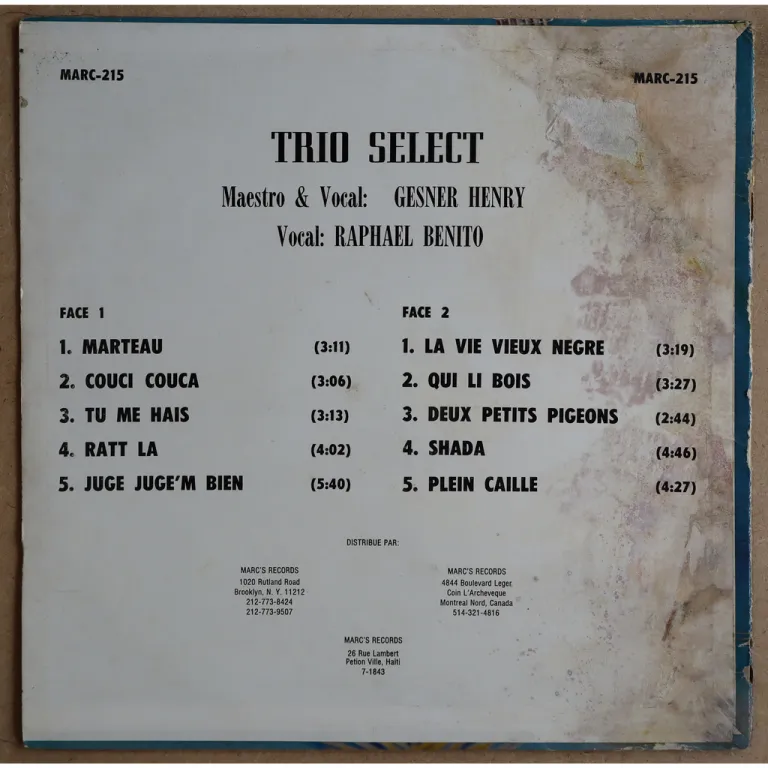 MARC-215
MARC-215
TRIO SELECT
Maestro & Vocal: GESNER HENRY
Vocal: RAPHAEL BENITO
FACE 1
1. MARTEAU (3:11)
2. COUCI COUCA (3:06)
3. TU ME HAIS (3:13)
4. RATT LA (4:02)
5. JUGE JUGE'M BIEN (5:40)
FACE 2
1. LA VIE VIEUX NEGRE (3:19)
2. QUI LI BOIS (3:27)
3. DEUX PETITS PIGEONS (2:44)
4. SHADA (4:46)
5. PLEIN CAILLE (4:27)
DISTRIBUE PAR:
MARC'S RECORDS
1020 Rutland Road
Brooklyn, N. Y. 11212
212-773-8424
212-773-9507
MARC'S RECORDS
4844 Boulevard Leger
Coin L'Archeveque
Montreal Nord, Canada
514-321-4816
MARC'S RECORDS
26 Rue Lambert
Petion Ville, Haiti
7-1843